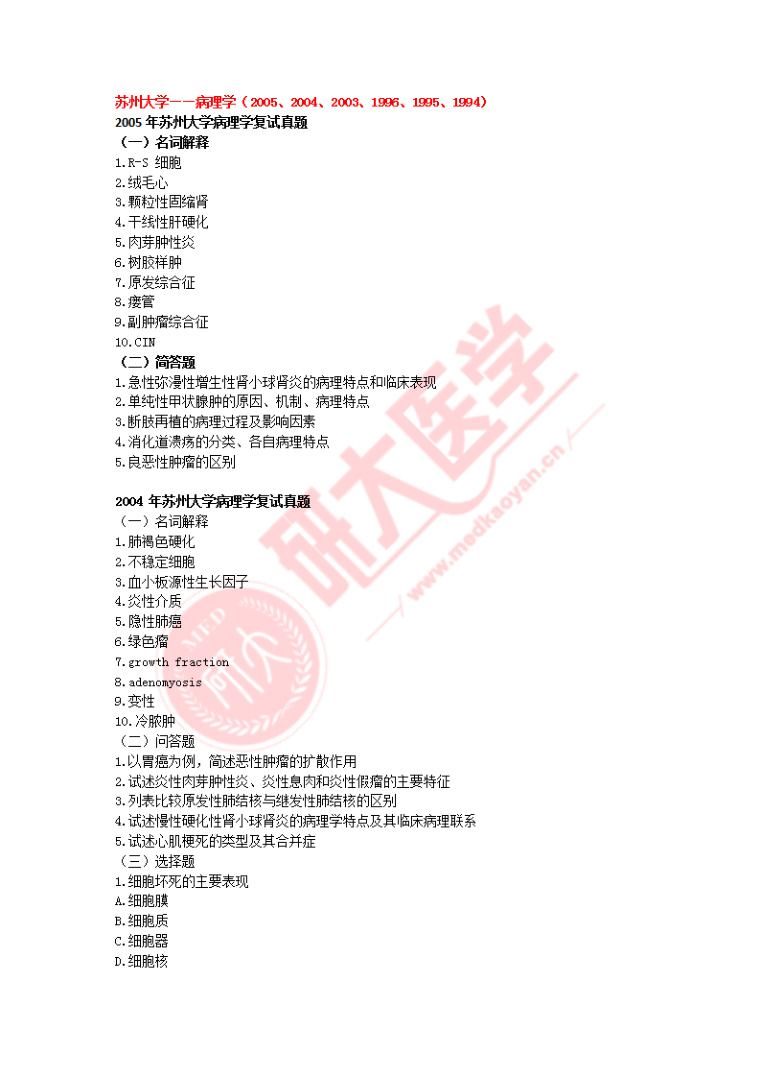 苏州大学——病理学（2005、2004、2003、1996、1995、1994）
2005 年苏州大学病理学复试真题
（一）名词解释
1.R-S 细胞
2.绒毛心
3.颗粒性固缩肾
4.干线性肝硬化
5.肉芽肿性炎
6.树胶样肿
7.原发综合征
8.瘘管
9.副肿瘤综合征
10.CIN
（二）简答题
1.急性弥漫性增生性肾小球肾炎的病理特点和临床表现
2.单纯性甲状腺肿的原因、机制、病理特点
3.断肢再植的病理过程及影响因素
4.消化道溃疡的分类、各自病理特点
5.良恶性肿瘤的区别
2004 年苏州大学病理学复试真题
（一）名词解释
1.肺褐色硬化
2.不稳定细胞
3.血小板源性生长因子
4.炎性介质
5.隐性肺癌
6.绿色瘤
7.growth fraction
8.adenomyosis
9.变性
10.冷脓肿
（二）问答题
1.以胃癌为例，简述恶性肿瘤的扩散作用
2.试述炎性肉芽肿性炎、炎性息肉和炎性假瘤的主要特征
3.列表比较原发性肺结核与继发性肺结核的区别
4.试述慢性硬化性肾小球肾炎的病理学特点及其临床病理联系
5.试述心肌梗死的类型及其合并症
（三）选择题
1.细胞坏死的主要表现
A.细胞膜
B.细胞质
C.细胞器
D.细胞核
研大医学
www.medkaoyan.cn
MED
研大